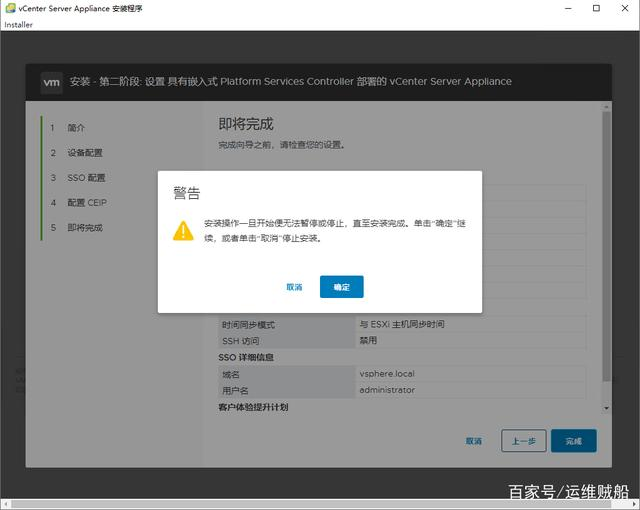 vCenter Server Appliance 安装程序
Installer
vm 安装 - 第二阶段: 设置 具有嵌入式 Platform Services Controller 部署的 vCenter Server Appliance
1 简介
2 设备配置
3 SSO 配置
4 配置 CEIP
5 即将完成
即将完成
完成向导之前，请检查您的设置。
警告
安装操作一旦开始便无法暂停或停止，直至安装完成。单击“确定”继
续，或者单击“取消”停止安装。
取消 确定
时间同步模式 与 ESXi 主机同步时间
SSH 访问 禁用
SSO 详细信息
域名 vsphere.local
用户名 administrator
客户体验提升计划
取消 上一步 完成
百家号/运维贼船